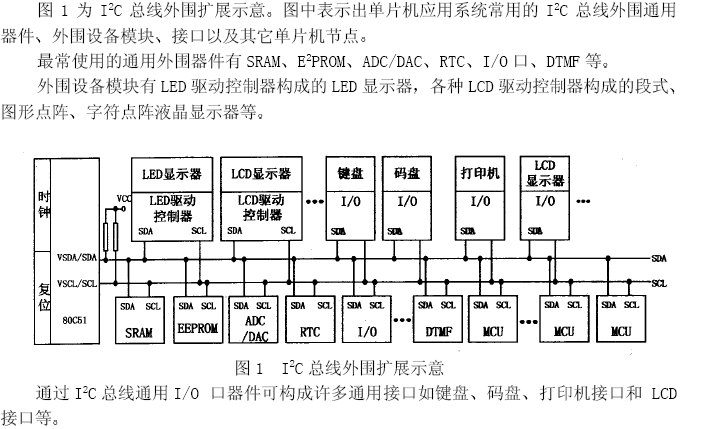 图 1 为 I²C 总线外围扩展示意。图中表示出单片机应用系统常用的 I²C 总线外围通用
器件、外围设备模块、接口以及其它单片机节点。
最常使用的通用外围器件有 SRAM、E²PROM、ADC/DAC、RTC、I/O 口、DTMF 等。
外围设备模块有 LED 驱动控制器构成的 LED 显示器，各种 LCD 驱动控制器构成的段式、
图形点阵、字符点阵液晶显示器等。
LED显示器 LCD显示器 键盘 码盘 打印机 LCD
显示器
时钟 VCC LED驱动 LCD驱动 ••• I/O I/O I/O I/O •••
控制器 控制器
SDA SCL SDA SCL SDA SDA SDA SDA
VSDA/SDA SDA
VSCL/SCL SCL
复位 80C51
SDA SCL SDA SCL SDA SCL SDA SCL SDA SCL SDA SCL SDA SCL SDA SCL SDA SCL
SRAM EEPROM ADC RTC I/O ••• DTMF MCU ••• MCU MCU
/DAC
图 1 I²C 总线外围扩展示意
通过 I²C 总线通用 I/O 口器件可构成许多通用接口如键盘、码盘、打印机接口和 LCD
接口等。